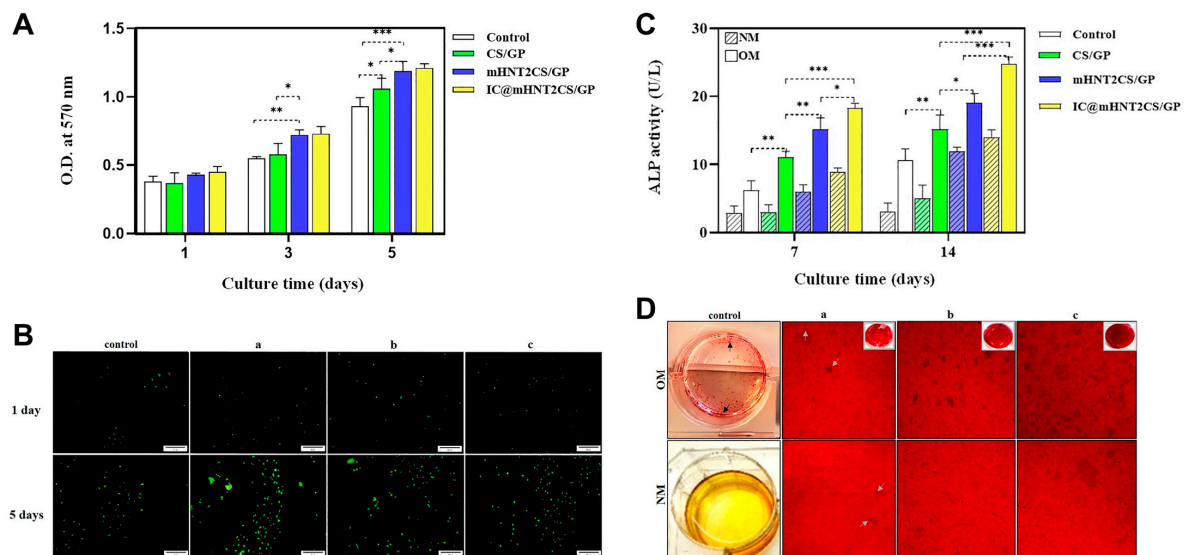 A
1.5
1.0
0.5
0.0
O.D. at 570 nm
***
*
*
*
**
1
3
5
Culture time (days)
Control
CS/GP
mHNT2CS/GP
IC@mHNT2CS/GP
C
30
20
10
0
ALP activity (U/L)
NM
OM
***
***
***
*
**
*
**
**
7
14
Culture time (days)
Control
CS/GP
mHNT2CS/GP
IC@mHNT2CS/GP
B
control
a
b
c
1 day
5 days
D
control
a
b
c
OM
NM